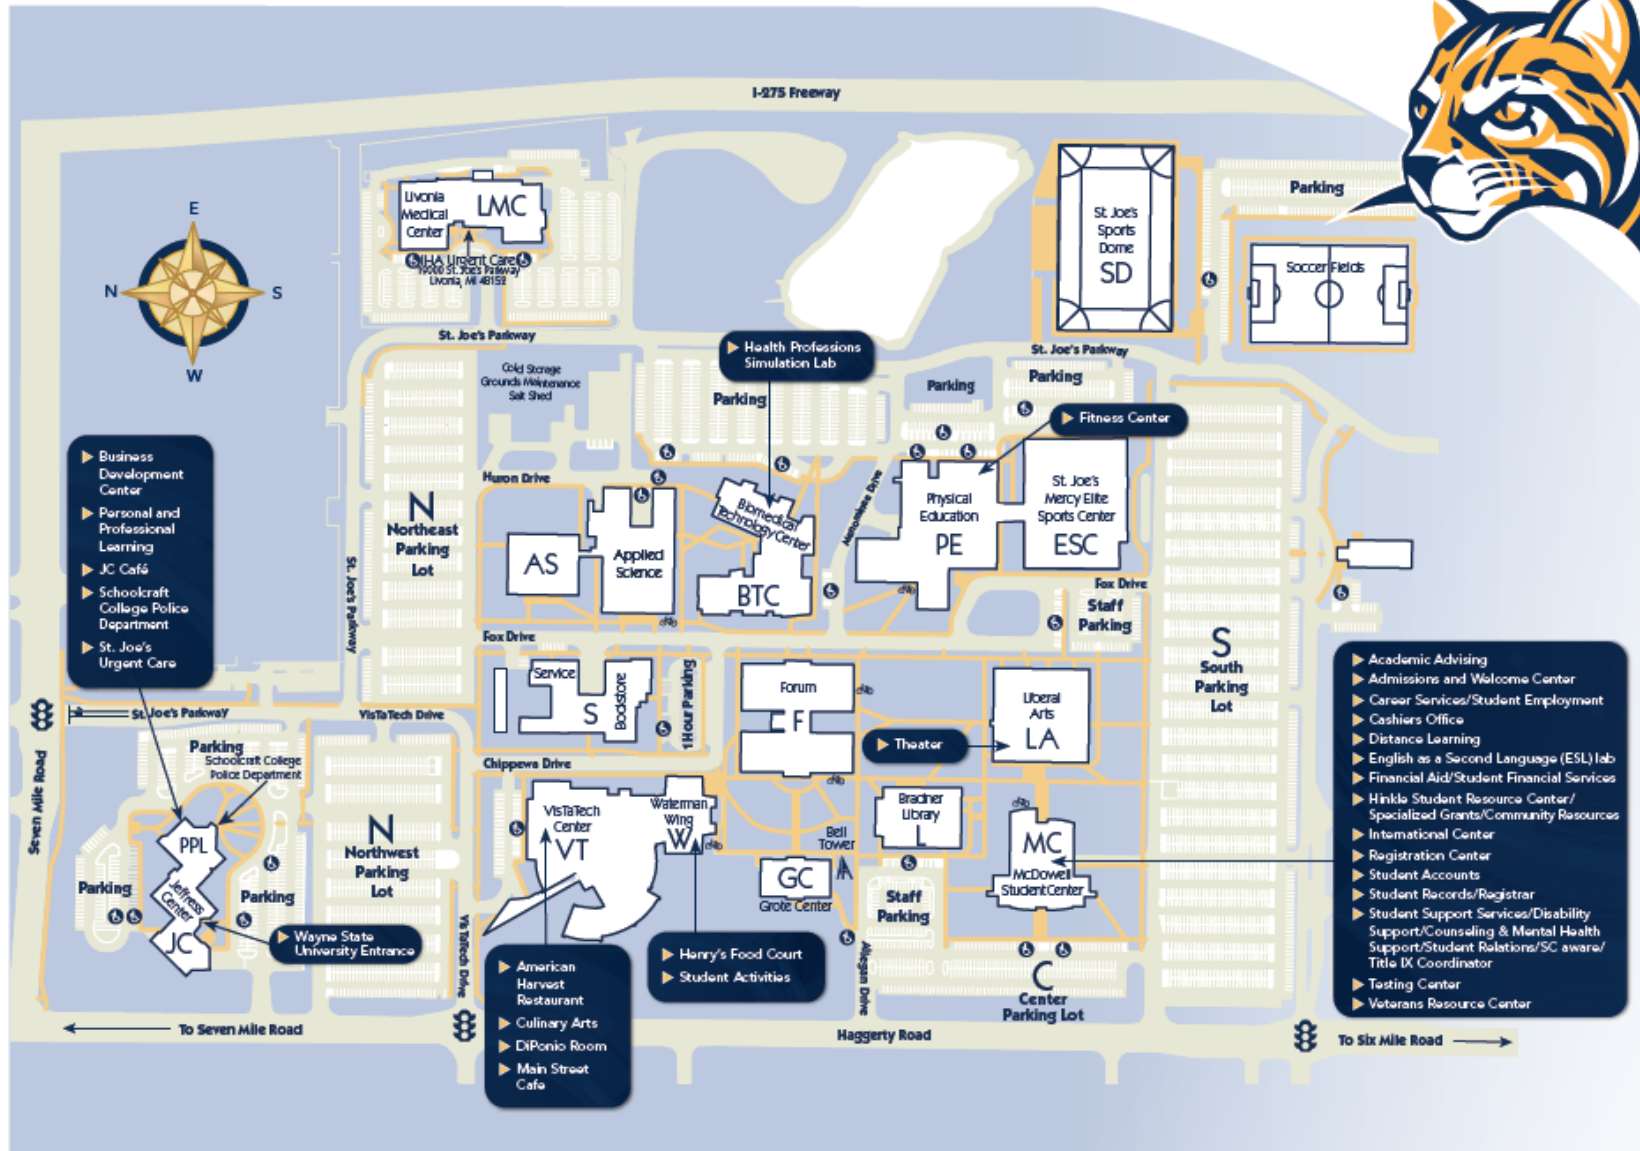 I-275 Freeway
E
N
S
W
Livonia
Medical
Center
LMC
IHA Urgent Care
19000 St. Joe's Parkway
Livonia, MI 48152
St. Joe's
Sports
Dome
SD
Parking
Soccer Fields
St. Joe's Parkway
St. Joe's Parkway
Cold Storage
Grounds Maintenance
Salt Shed
Health Professions
Simulation Lab
Parking
Parking
Parking
Fitness Center
Business
Development
Center
Personal and
Professional
Learning
JC Café
Schoolcraft
College Police
Department
St. Joe's
Urgent Care
N
Northeast
Parking
Lot
St. Joe's Parkway
Huron Drive
AS
Applied
Science
Biomedical
Technology Center
BTC
Menominee Drive
Physical
Education
PE
St. Joe's
Mercy Elite
Sports Center
ESC
Fox Drive
Staff
Parking
Fox Drive
S
South
Parking
Lot
Service
S
Bookstore
1 Hour Parking
Forum
F
Liberal
Arts
LA
Theater
St. Joe's Parkway
VisTaTech Drive
Chippewa Drive
Seven Mile Road
Parking
Schoolcraft College
Police Department
PPL
Jeffress
Center
JC
Parking
Parking
Wayne State
University Entrance
N
Northwest
Parking
Lot
VisTaTech Drive
VisTaTech
Center
VT
Waterman
Wing
W
American
Harvest
Restaurant
Culinary Arts
DiPonio Room
Main Street
Cafe
Henry's Food Court
Student Activities
GC
Grote Center
Bell
Tower
Bradner
Library
L
Staff
Parking
Allegan Drive
MC
McDowell
Student Center
C
Center
Parking Lot
Academic Advising
Admissions and Welcome Center
Career Services/Student Employment
Cashiers Office
Distance Learning
English as a Second Language (ESL) lab
Financial Aid/Student Financial Services
Hinkle Student Resource Center/
Specialized Grants/Community Resources
International Center
Registration Center
Student Accounts
Student Records/Registrar
Student Support Services/Disability
Support/Counseling & Mental Health
Support/Student Relations/SC aware/
Title IX Coordinator
Testing Center
Veterans Resource Center
To Seven Mile Road
Haggerty Road
To Six Mile Road